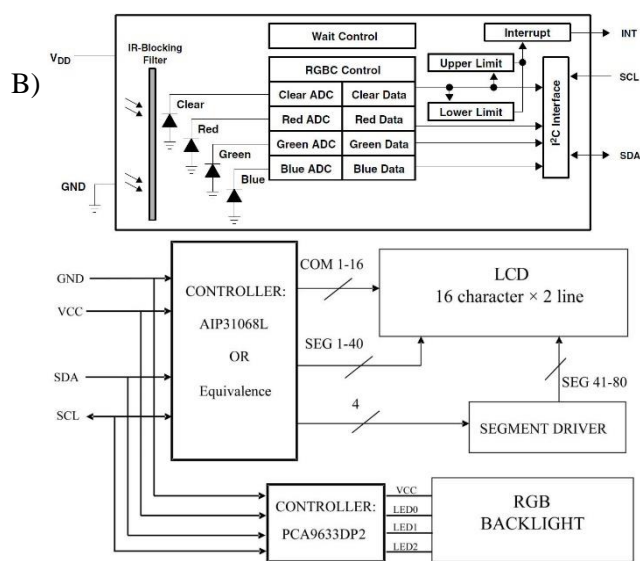 B)
V_DD
GND
IR-Blocking
Filter
Clear
Red
Green
Blue
Wait Control
RGBC Control
Clear ADC Clear Data
Red ADC Red Data
Green ADC Green Data
Blue ADC Blue Data
Interrupt
Upper Limit
Lower Limit
I²C Interface
INT
SCL
SDA
GND
VCC
SDA
SCL
CONTROLLER:
AIP31068L
OR
Equivalence
COM 1-16
SEG 1-40
4
LCD
16 character × 2 line
SEG 41-80
SEGMENT DRIVER
CONTROLLER:
PCA9633DP2
VCC
LED0
LED1
LED2
RGB
BACKLIGHT